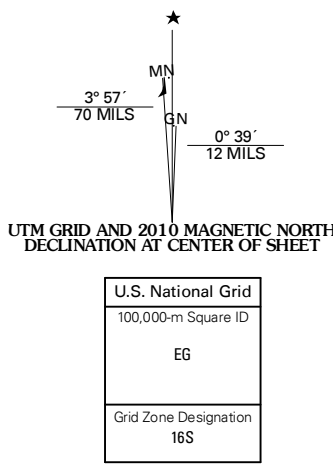 MN
3° 57´
70 MILS
GN
0° 39´
12 MILS
UTM GRID AND 2010 MAGNETIC NORTH
DECLINATION AT CENTER OF SHEET
U.S. National Grid
100,000-m Square ID
EG
Grid Zone Designation
16S